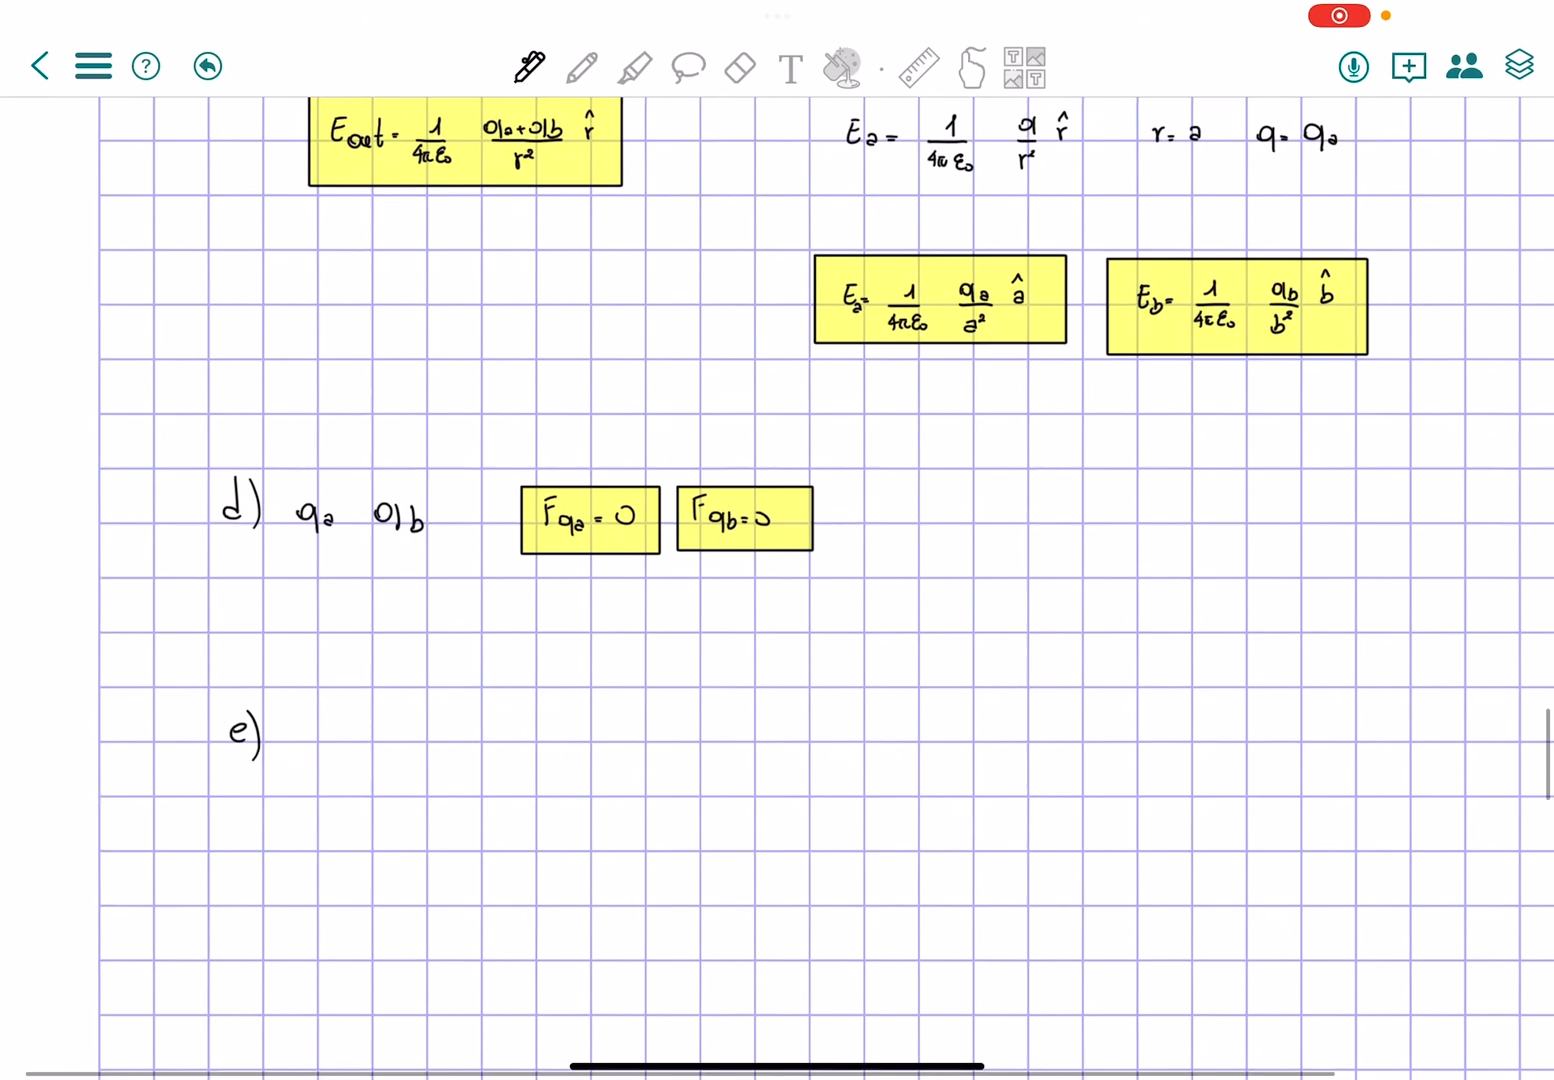 E_out = 1/4πε₀ (q_a+q_b)/r² r̂
E_a = 1/4πε₀ q/r² r̂   r = a   q = q_a
E_a = 1/4πε₀ q_a/a² â
E_b = 1/4πε₀ q_b/b² b̂
d) q_a q_b F_qa = 0 F_qb = 0
e)